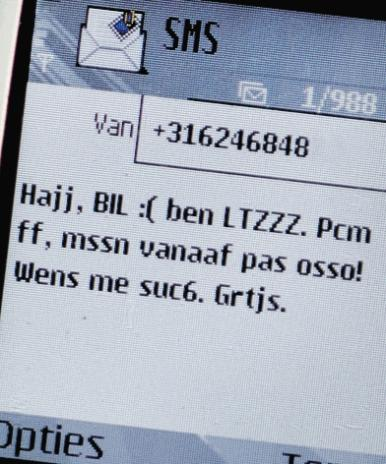 SMS
1/988
Van +316246848
Hajj, BIL :( ben LTZZZ. Pcm
ff, mssn vanaaf pas osso!
Wens me suc6. Grtjs.
Opties